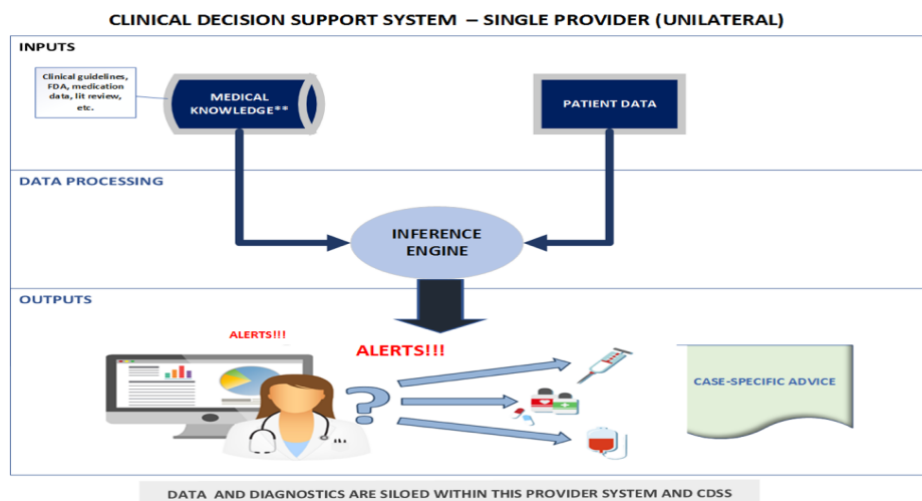 CLINICAL DECISION SUPPORT SYSTEM – SINGLE PROVIDER (UNILATERAL)
INPUTS
Clinical guidelines,
FDA, medication
data, lit review,
etc.
MEDICAL
KNOWLEDGE**
PATIENT DATA
DATA PROCESSING
INFERENCE
ENGINE
OUTPUTS
ALERTS!!!
ALERTS!!!
?
CASE-SPECIFIC ADVICE
DATA AND DIAGNOSTICS ARE SILOED WITHIN THIS PROVIDER SYSTEM AND CDSS